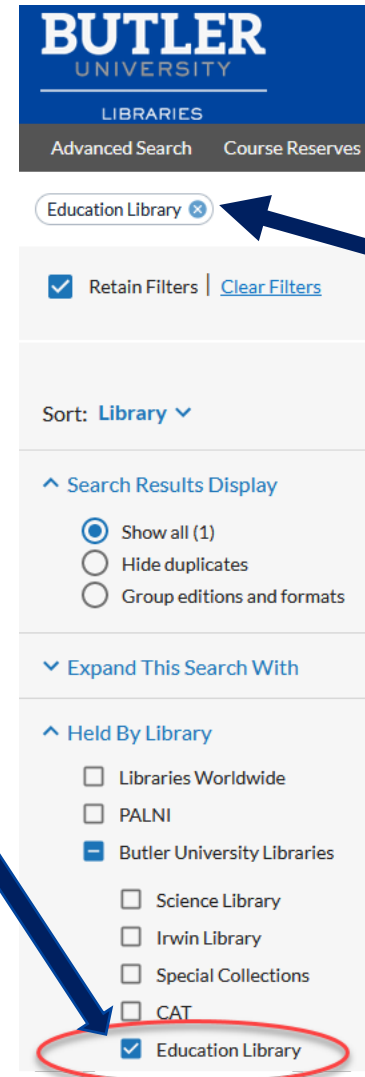 BUTLER
UNIVERSITY
LIBRARIES
Advanced Search Course Reserves
Education Library
Retain Filters | Clear Filters
Sort: Library
Search Results Display
Show all (1)
Hide duplicates
Group editions and formats
Expand This Search With
Held By Library
Libraries Worldwide
PALNI
Butler University Libraries
Science Library
Irwin Library
Special Collections
CAT
Education Library